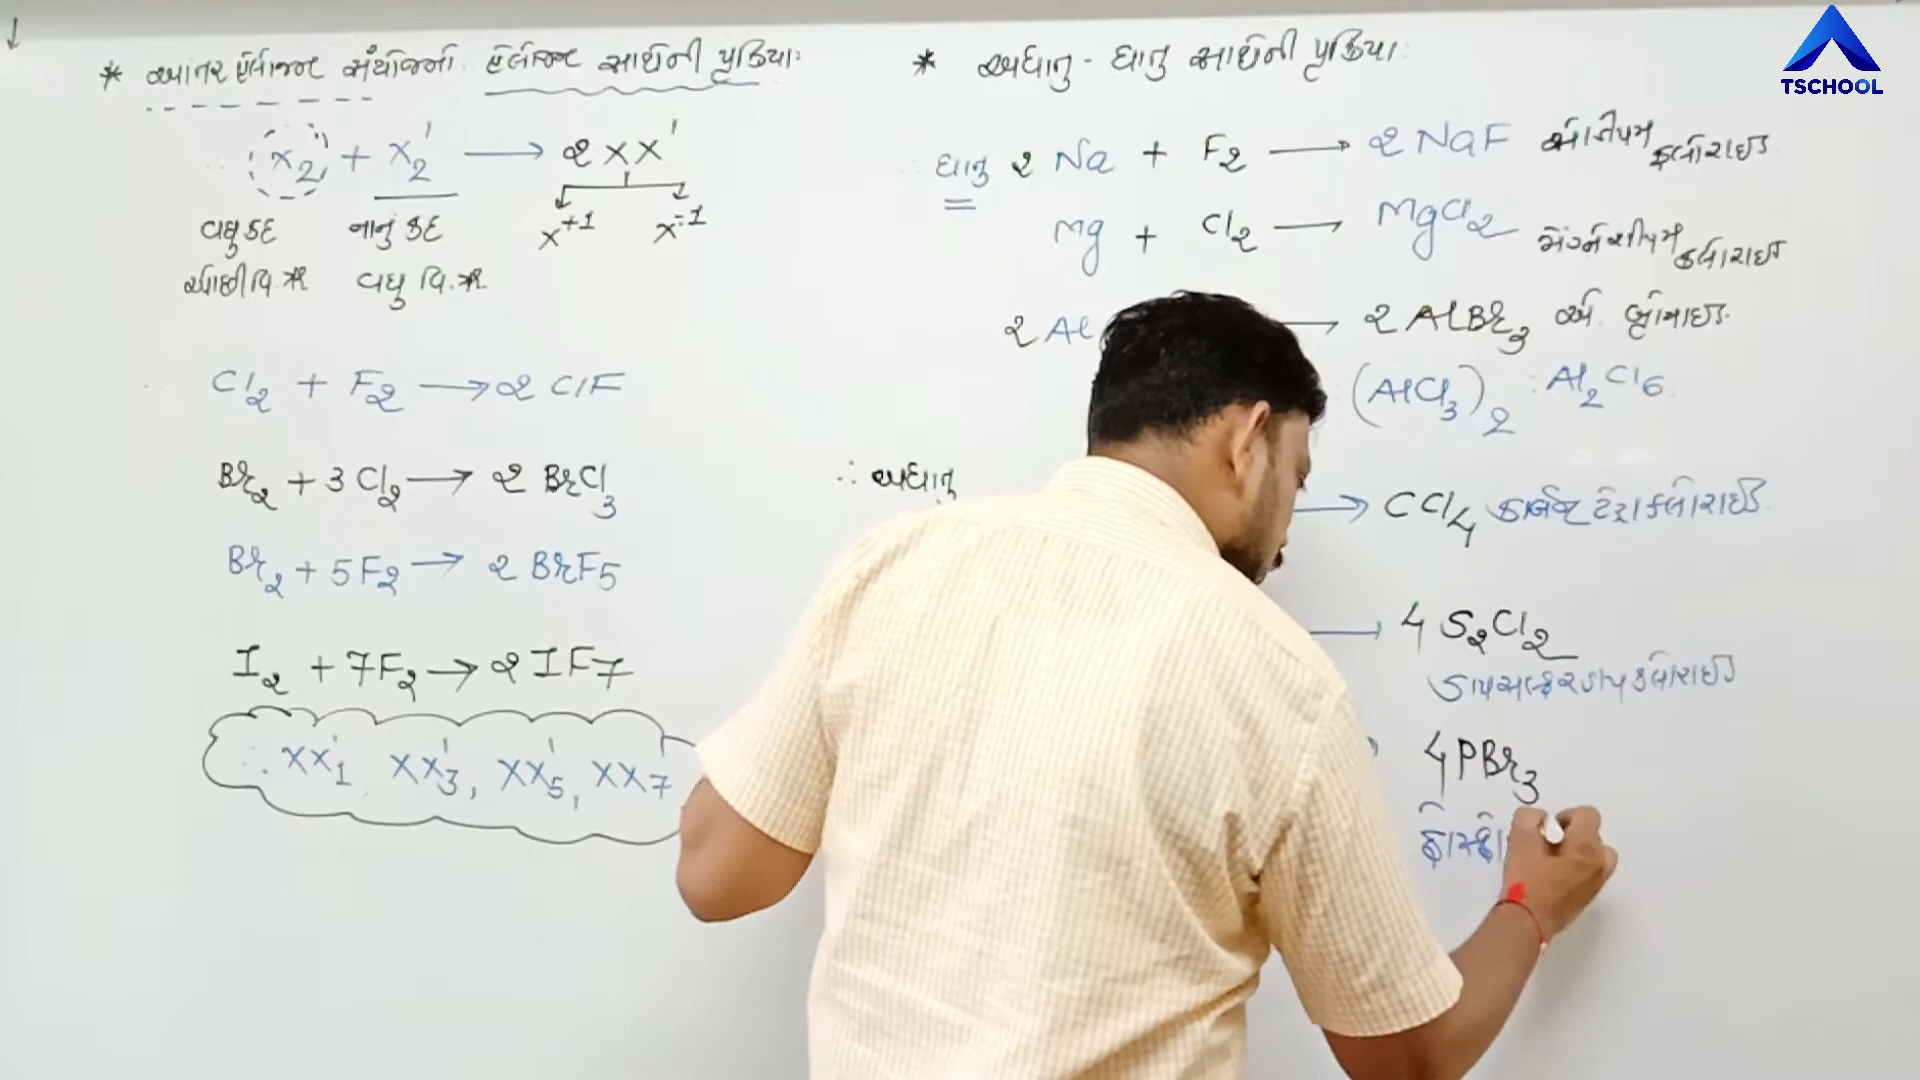 * આંતર હેલોજન સંયોજનો હેલોજન સાથેની પ્રક્રિયા:
X₂ + X₂' → 2XX'
વધુ કદ નાનું કદ X⁺¹ X⁻¹
ઓછી વિ.ઋ વધુ વિ.ઋ
Cl₂ + F₂ → 2ClF
Br₂ + 3Cl₂ → 2BrCl₃
Br₂ + 5F₂ → 2BrF5
I₂ + 7F₂ → 2IF7
∴ XX'₁ XX'₃, XX'₅, XX'₇
* અધાતુ - ધાતુ સાથેની પ્રક્રિયા:
ધાતુ 2Na + F₂ → 2NaF સોડિયમ ફ્લોરાઇડ
Mg + Cl₂ → MgCl₂ મેગ્નેશીયમ ક્લોરાઇડ
2Al → 2AlBr₃ એ. બ્રોમાઇડ
(AlCl₃)₂ : Al₂Cl6
∴ અધાતુ → CCl₄ કાર્બન ટેટ્રાક્લોરાઇડ
→ 4S₂Cl₂
ડાયસલ્ફર ડાયક્લોરાઇડ
4PBr₃
ફોસ્ફો
TSCHOOL